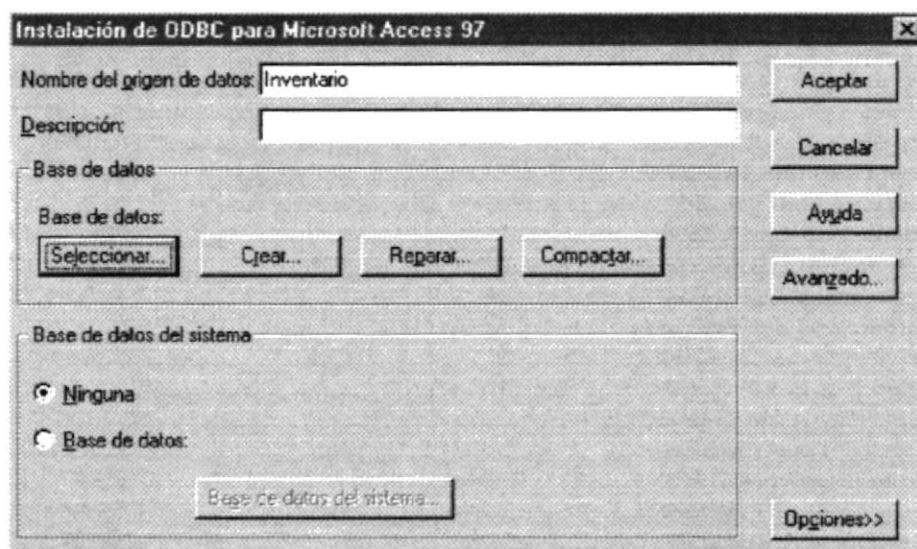 Instalación de ODBC para Microsoft Access 97
Nombre del origen de datos: Inventario
Aceptar
Descripción:
Cancelar
Base de datos
Ayuda
Base de datos:
Seleccionar... Crear... Reparar... Compactar...
Avanzado...
Base de datos del sistema
Ninguna
Base de datos:
Base de datos del sistema...
Opciones>>